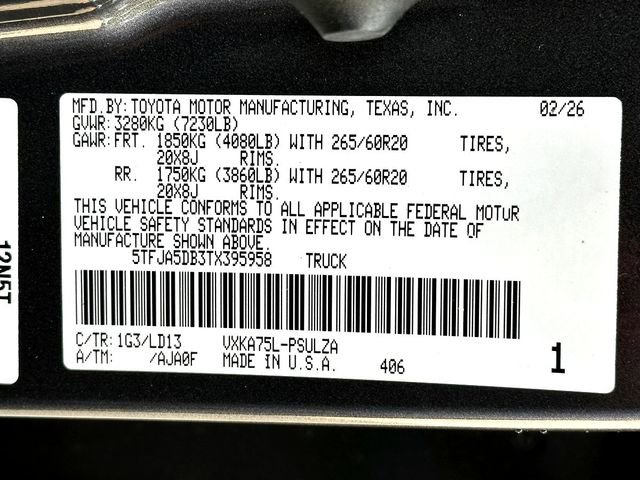 MFD.BY:TOYOTA MOTOR MANUFACTURING, TEXAS, INC. 02/26
GVWR:3280KG (7230LB)
GAWR:FRT. 1850KG (4080LB) WITH 265/60R20 TIRES,
20X8J RIMS.
RR. 1750KG (3860LB) WITH 265/60R20 TIRES,
20X8J RIMS.
THIS VEHICLE CONFORMS TO ALL APPLICABLE FEDERAL MOTOR
VEHICLE SAFETY STANDARDS IN EFFECT ON THE DATE OF
MANUFACTURE SHOWN ABOVE.
5TFJA5DB3TX395958 TRUCK
C/TR:1G3/LD13 VXKA75L-PSULZA
A/TM: /AJA0F MADE IN U.S.A. 406 1
12N5T